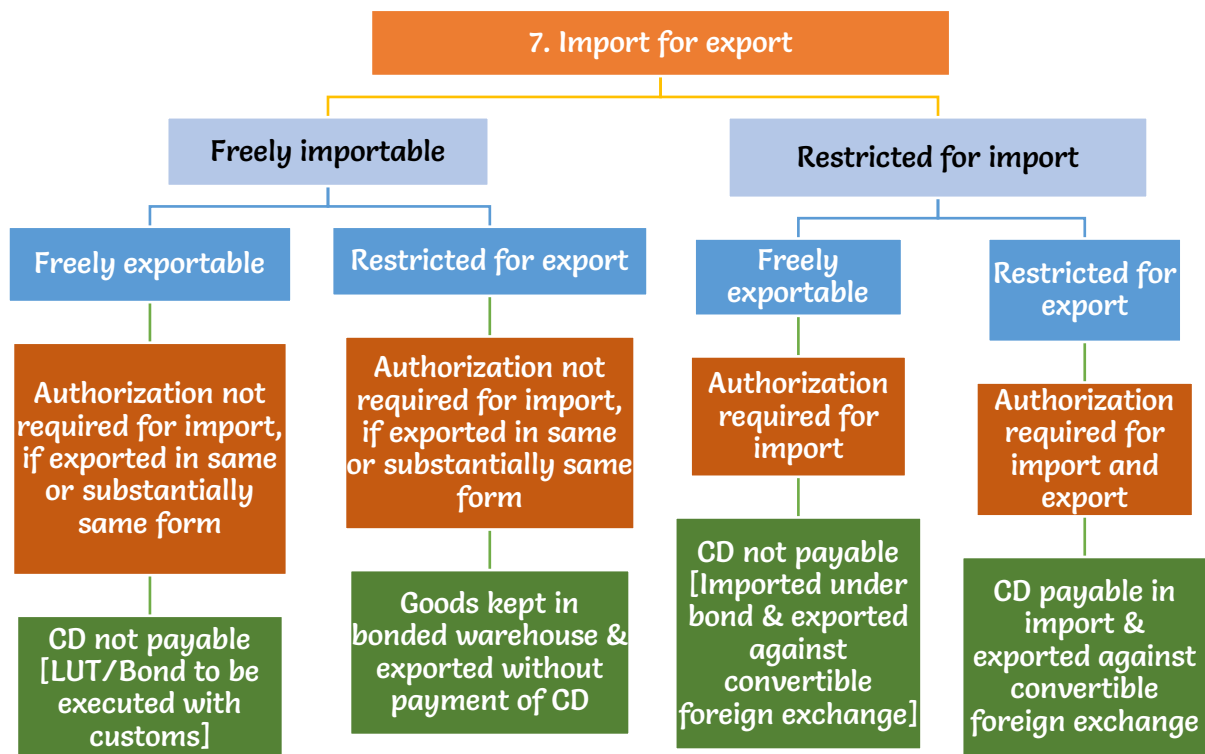 7. Import for export
Freely importable
Restricted for import
Freely exportable
Restricted for export
Freely
exportable
Restricted for
export
Authorization not
required for import,
if exported in same
or substantially
same form
Authorization not
required for import,
if exported in same
or substantially same
form
Authorization
required for
import
Authorization
required for
import and
export
CD not payable
[LUT/Bond to be
executed with
customs]
Goods kept in
bonded warehouse &
exported without
payment of CD
CD not payable
[Imported under
bond & exported
against
convertible
foreign exchange]
CD payable in
import &
exported against
convertible
foreign exchange